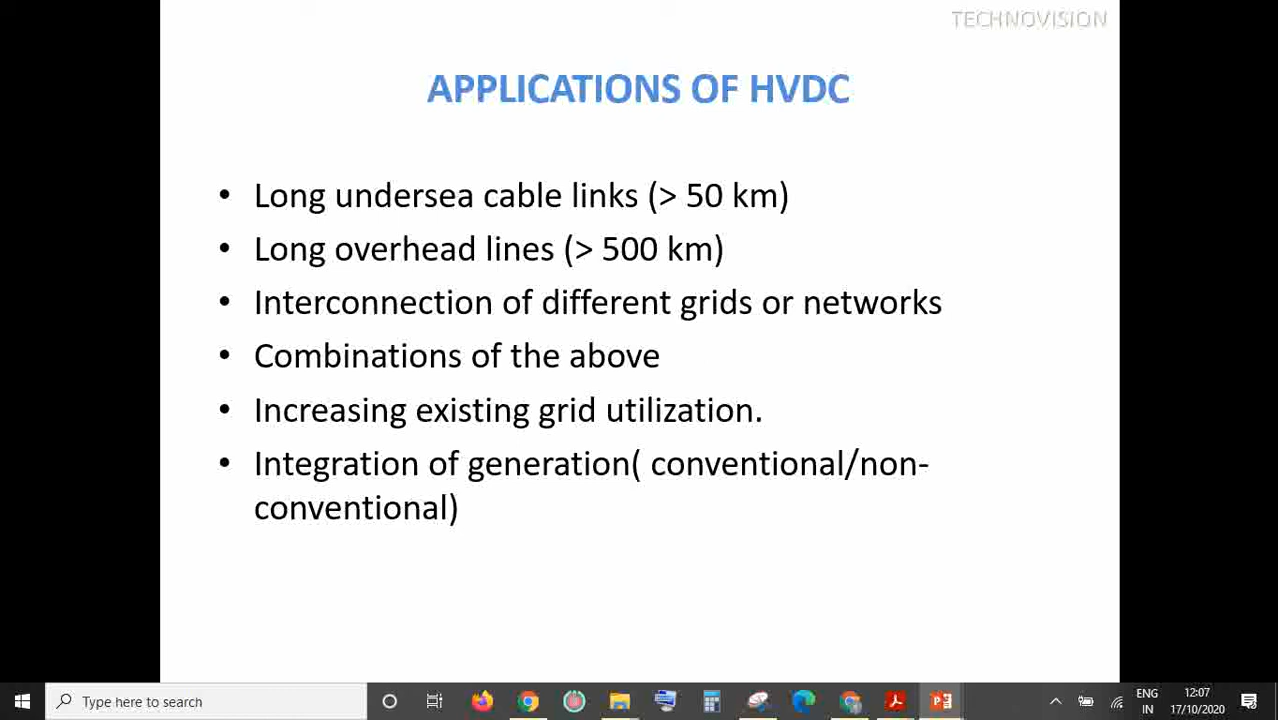 TECHNOVISION
APPLICATIONS OF HVDC
• Long undersea cable links (> 50 km)
• Long overhead lines (> 500 km)
• Interconnection of different grids or networks
• Combinations of the above
• Increasing existing grid utilization.
• Integration of generation( conventional/non-
conventional)
Type here to search
ENG
IN
12:07
17/10/2020